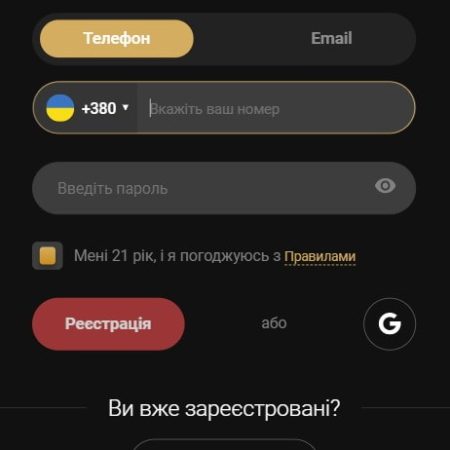 Телефон Email
+380 Вкажіть ваш номер
Введіть пароль
Мені 21 рік, і я погоджуюсь з Правилами
Реєстрація або G
Ви вже зареєстровані?